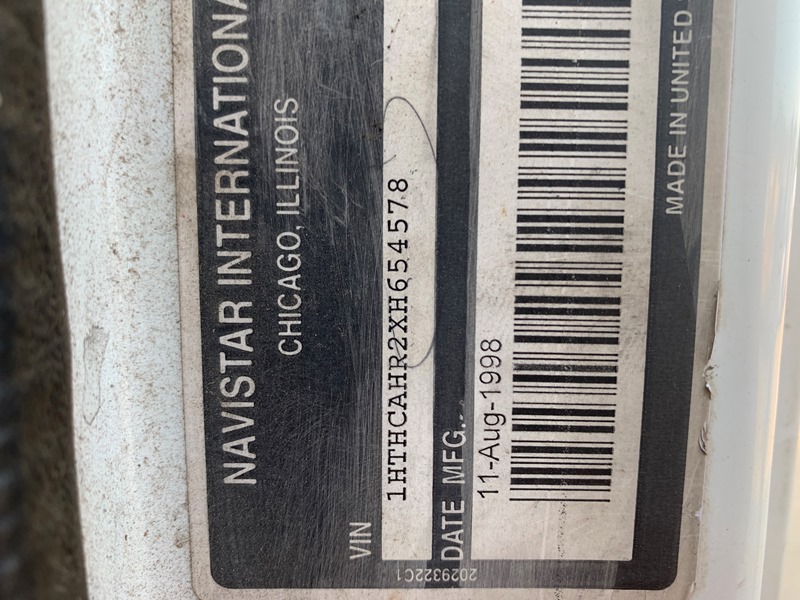 NAVISTAR INTERNATIONA
CHICAGO, ILLINOIS
VIN
1HTHCAHR2XH654578
DATE MFG.
11-Aug-1998
MADE IN UNITED
2029322C1